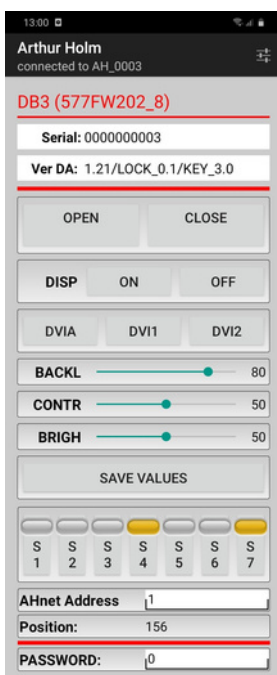 13:00
Arthur Holm
connected to AH_0003
DB3 (577FW202_8)
Serial: 0000000003
Ver DA: 1.21/LOCK_0.1/KEY_3.0
OPEN CLOSE
DISP ON OFF
DVIA DVI1 DVI2
BACKL 80
CONTR 50
BRIGH 50
SAVE VALUES
S S S S S S S
1 2 3 4 5 6 7
AHnet Address 1
Position: 156
PASSWORD: 0